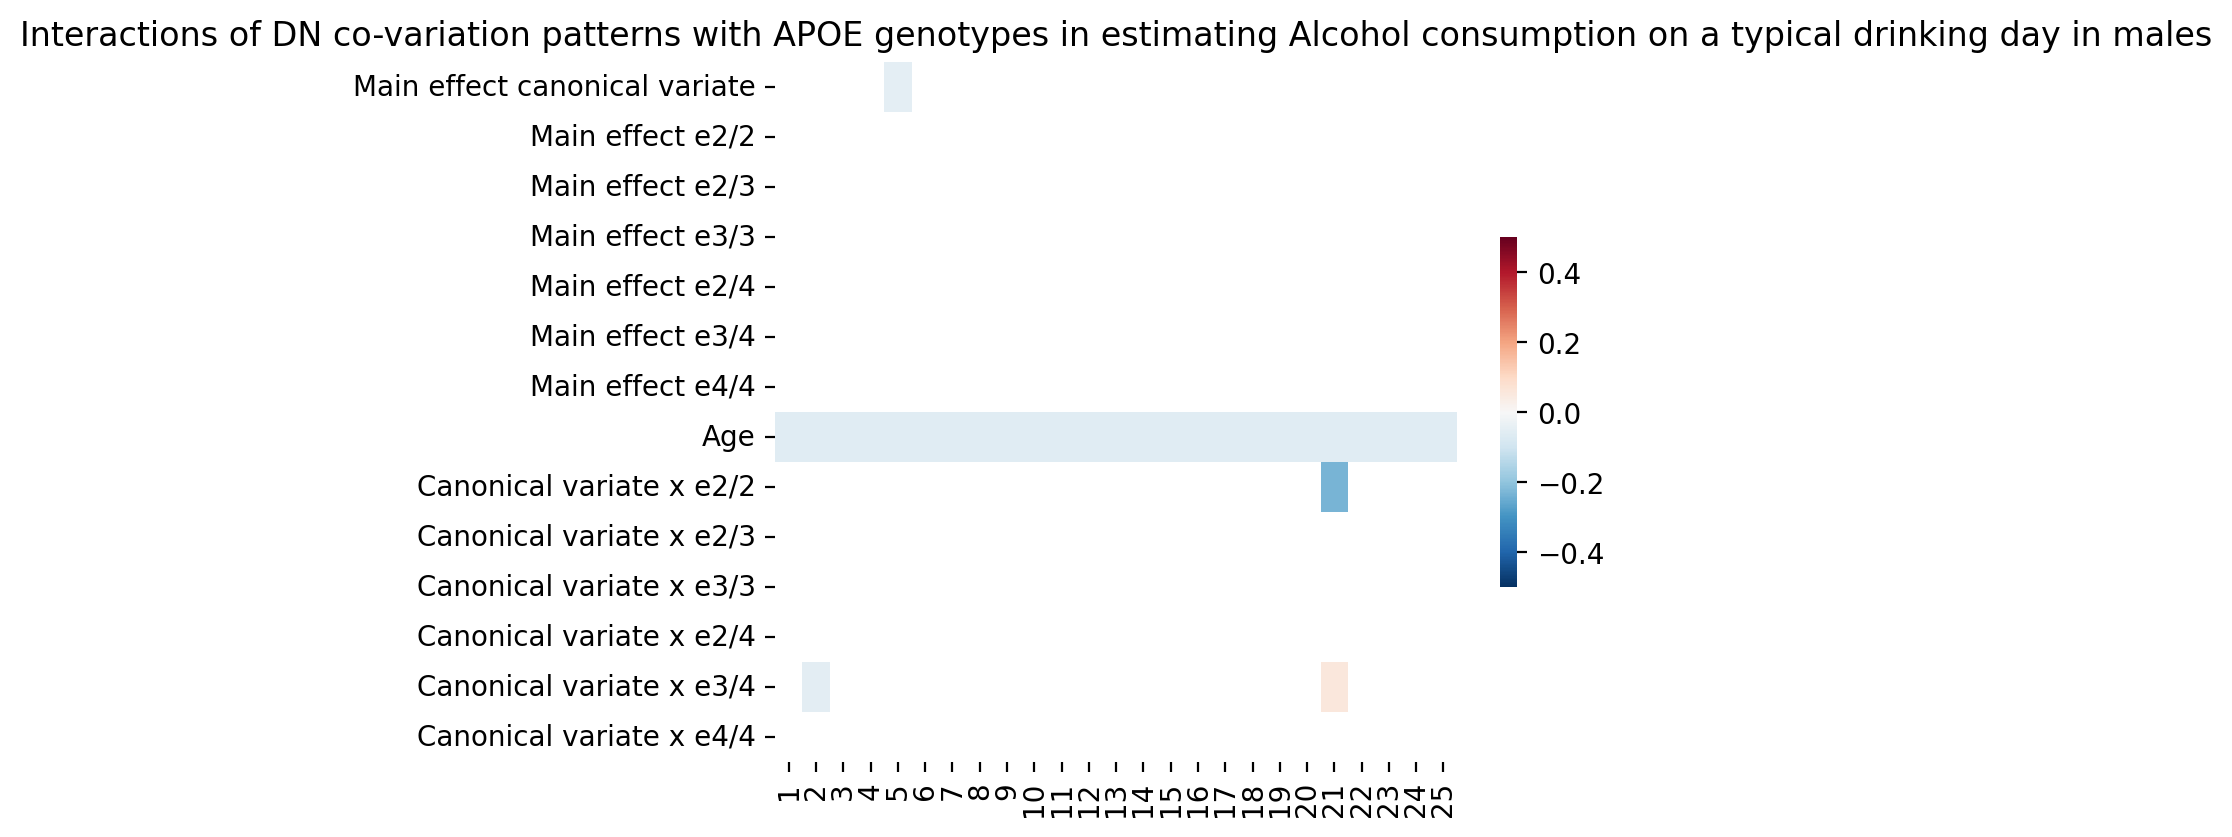 Interactions of DN co-variation patterns with APOE genotypes in estimating Alcohol consumption on a typical drinking day in males
Main effect canonical variate
Main effect e2/2
Main effect e2/3
Main effect e3/3
Main effect e2/4
Main effect e3/4
Main effect e4/4
Age
Canonical variate x e2/2
Canonical variate x e2/3
Canonical variate x e3/3
Canonical variate x e2/4
Canonical variate x e3/4
Canonical variate x e4/4
1
2
3
4
5
6
7
8
9
10
11
12
13
14
15
16
17
18
19
20
21
22
23
24
25
0.4
0.2
0.0
−0.2
−0.4